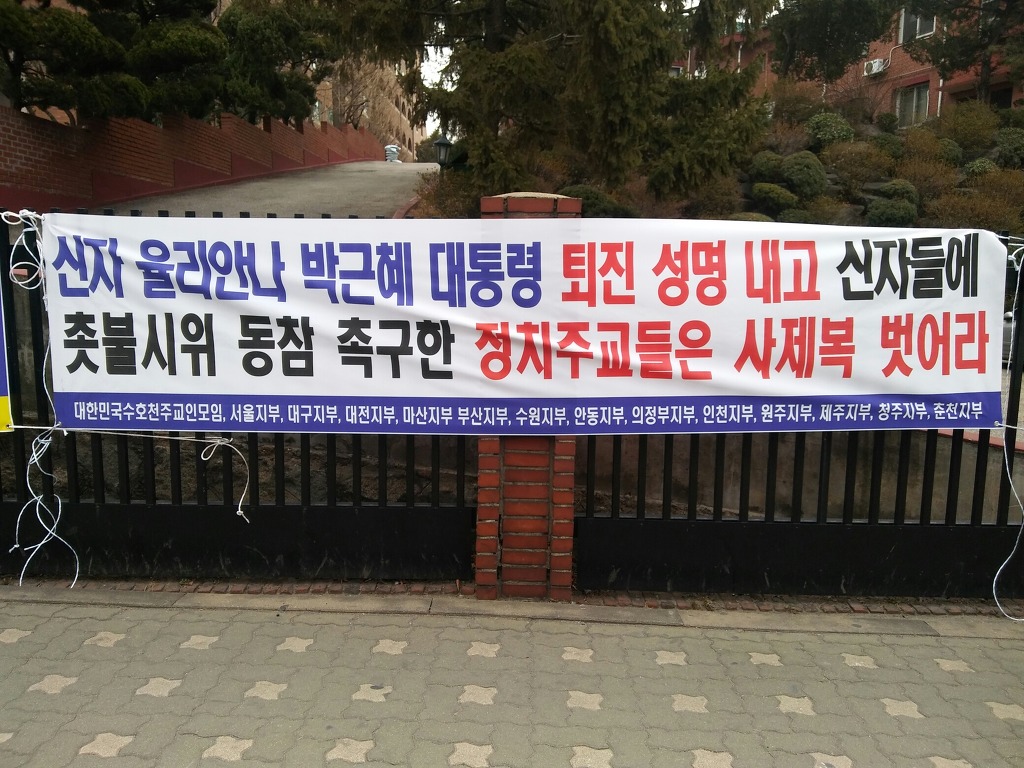 신자 율리안나 박근혜 대통령 퇴진 성명 내고 신자들에
촛불시위 동참 촉구한 정치주교들은 사제복 벗어라
대한민국수호천주교인모임, 서울지부, 대구지부, 대전지부, 마산지부 부산지부, 수원지부, 안동지부, 의정부지부, 인천지부, 원주지부, 제주지부, 청주지부, 춘천지부